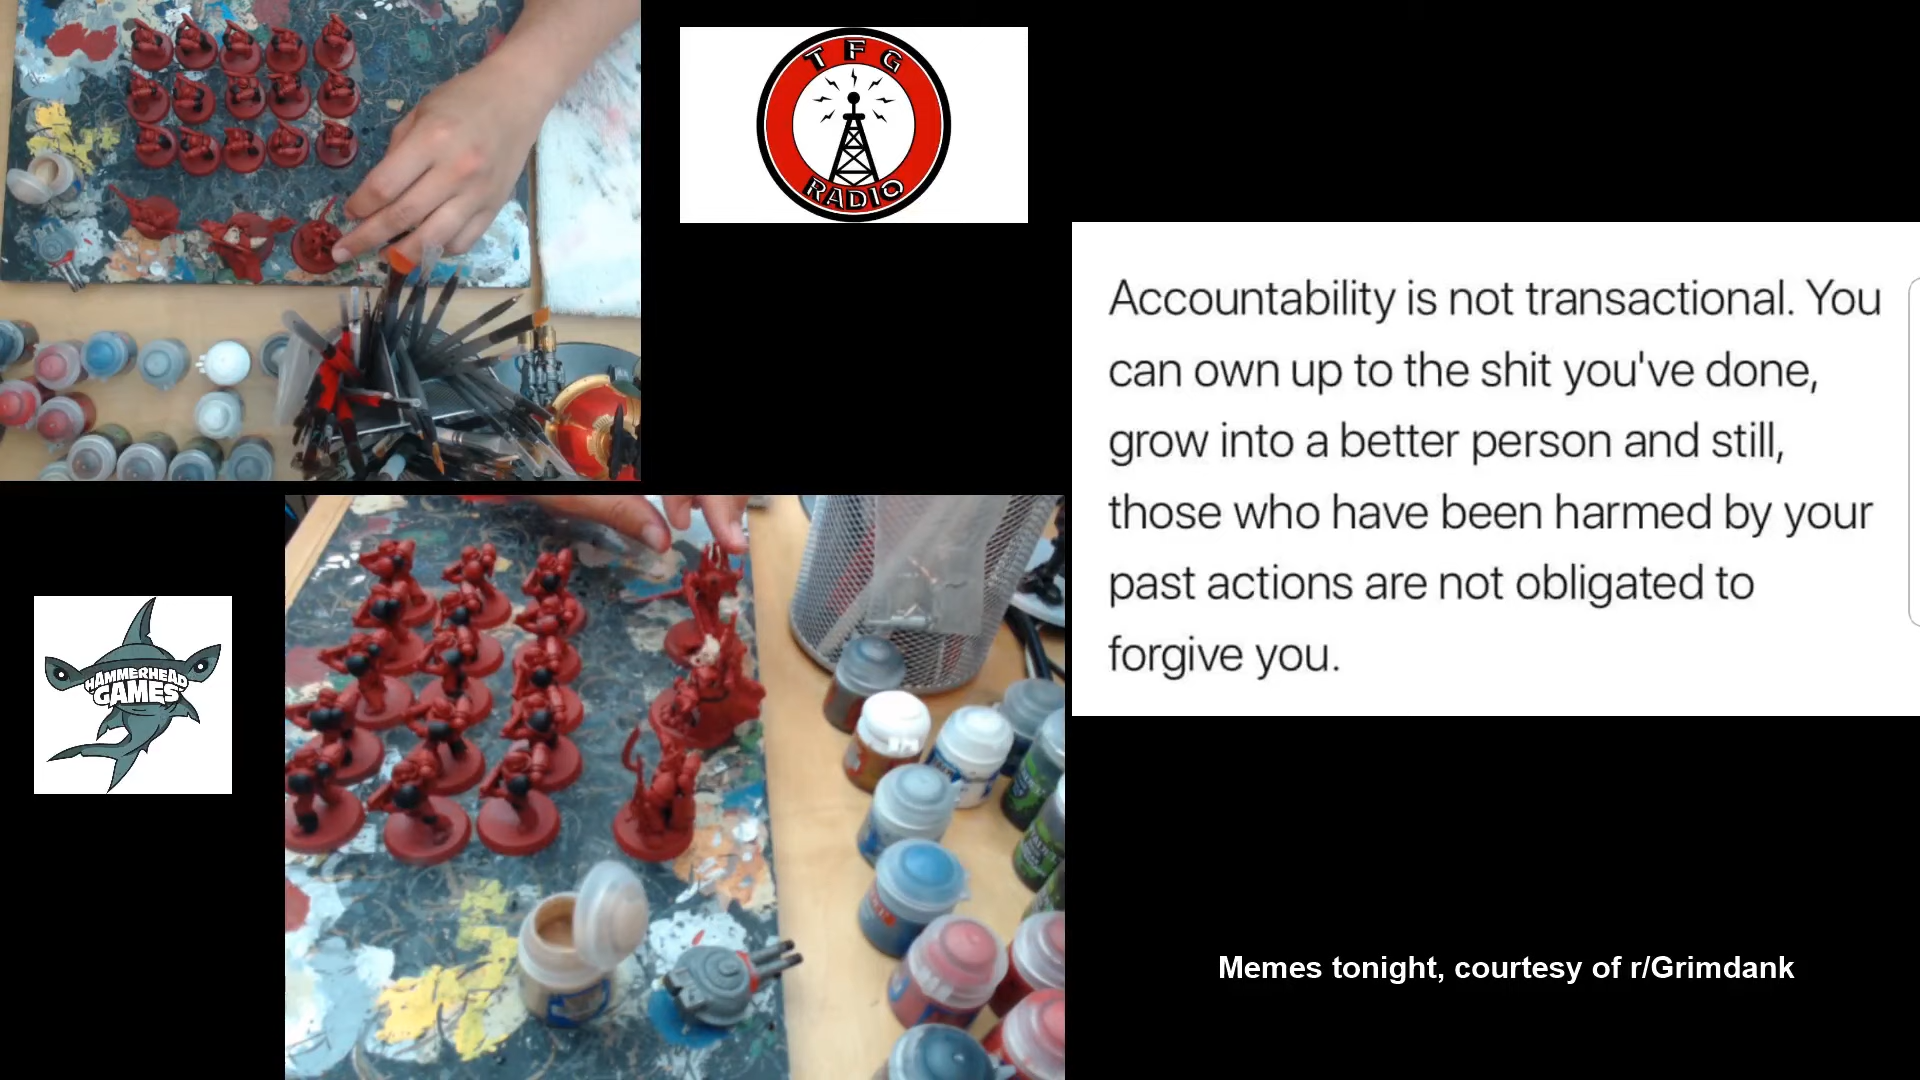 TFG
RADIO
Accountability is not transactional. You
can own up to the shit you've done,
grow into a better person and still,
those who have been harmed by your
past actions are not obligated to
forgive you.
HAMMERHEAD
GAMES
Memes tonight, courtesy of r/Grimdank